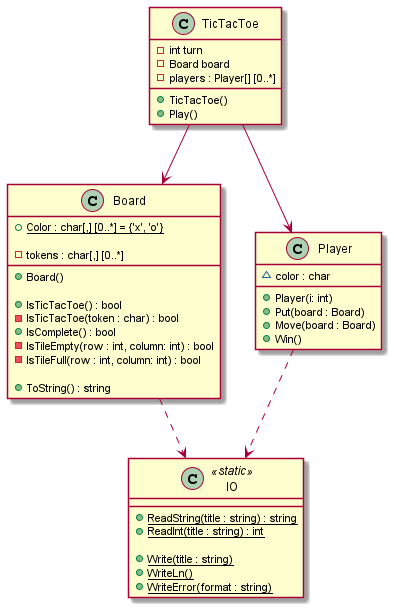 C TicTacToe
int turn
Board board
players : Player[] [0..*]
TicTacToe()
Play()
C Board
Color : char[,] [0..*] = {'x', 'o'}
tokens : char[,] [0..*]
Board()
IsTicTacToe() : bool
IsTicTacToe(token : char) : bool
IsComplete() : bool
IsTileEmpty(row : int, column: int) : bool
IsTileFull(row : int, column: int) : bool
ToString() : string
C Player
color : char
Player(i: int)
Put(board : Board)
Move(board : Board)
Win()
C «static»
IO
ReadString(title : string) : string
ReadInt(title : string) : int
Write(title : string)
WriteLn()
WriteError(format : string)